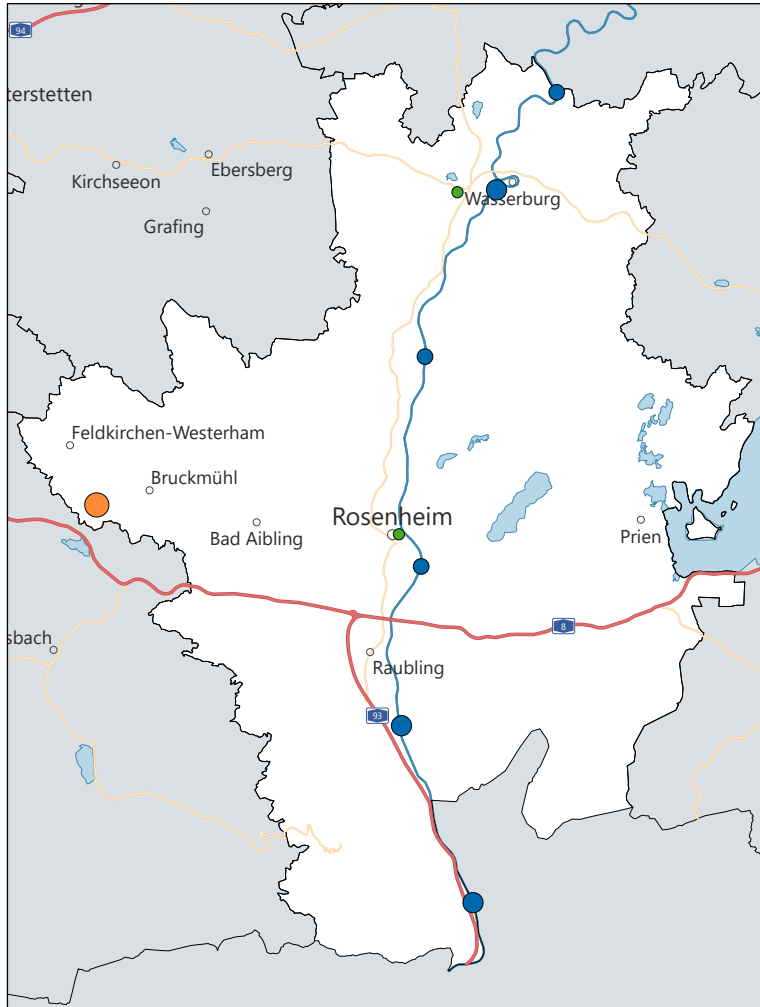 94
terstetten
Ebersberg
Kirchseeon
Wasserburg
Grafing
Feldkirchen-Westerham
Bruckmühl
Rosenheim
Bad Aibling
Prien
8
sbach
Raubling
93